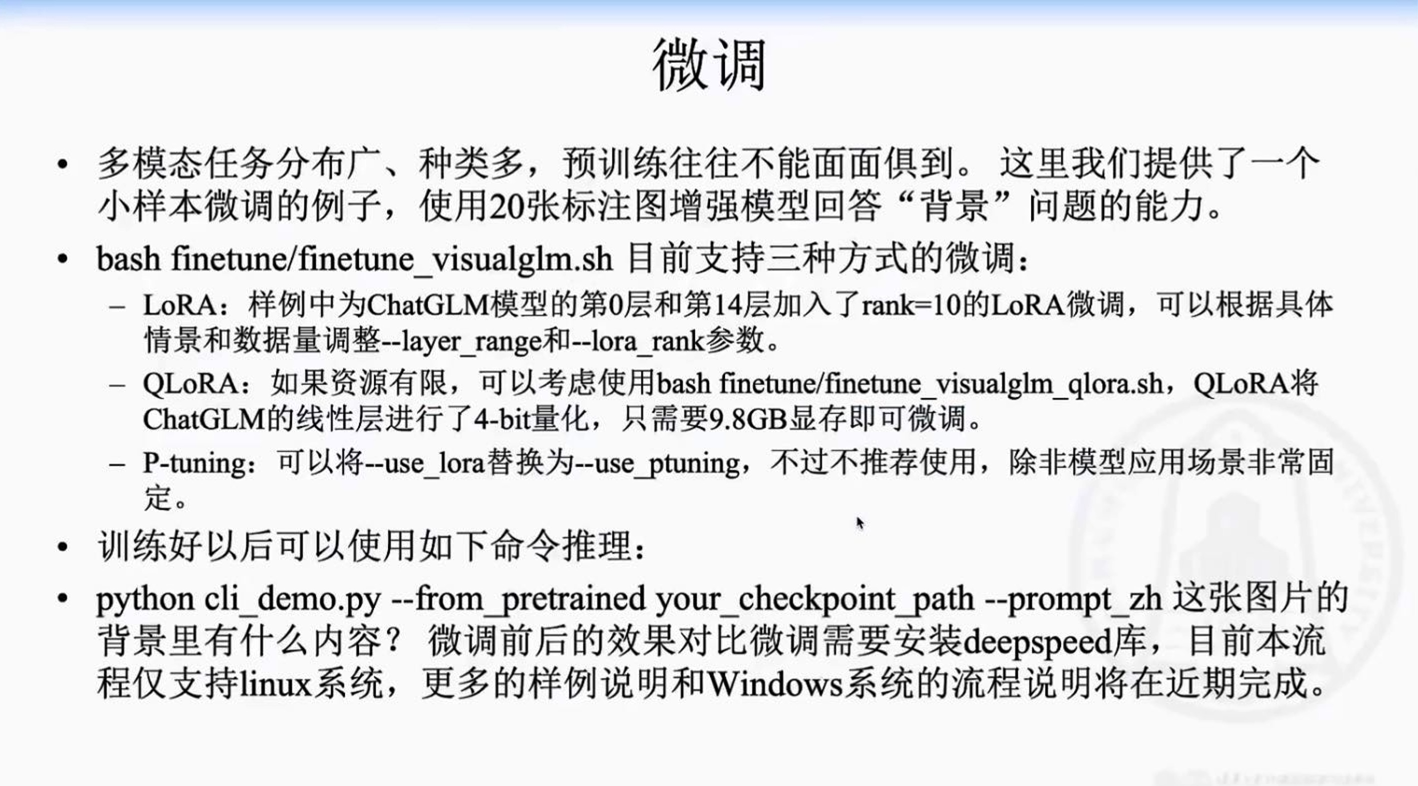 微调
• 多模态任务分布广、种类多，预训练往往不能面面俱到。 这里我们提供了一个
小样本微调的例子，使用20张标注图增强模型回答“背景”问题的能力。
• bash finetune/finetune_visualglm.sh 目前支持三种方式的微调：
– LoRA：样例中为ChatGLM模型的第0层和第14层加入了rank=10的LoRA微调，可以根据具体
情景和数据量调整--layer_range和--lora_rank参数。
– QLoRA：如果资源有限，可以考虑使用bash finetune/finetune_visualglm_qlora.sh，QLoRA将
ChatGLM的线性层进行了4-bit量化，只需要9.8GB显存即可微调。
– P-tuning：可以将--use_lora替换为--use_ptuning，不过不推荐使用，除非模型应用场景非常固
定。
• 训练好以后可以使用如下命令推理：
• python cli_demo.py --from_pretrained your_checkpoint_path --prompt_zh 这张图片的
背景里有什么内容？ 微调前后的效果对比微调需要安装deepspeed库，目前本流
程仅支持linux系统，更多的样例说明和Windows系统的流程说明将在近期完成。